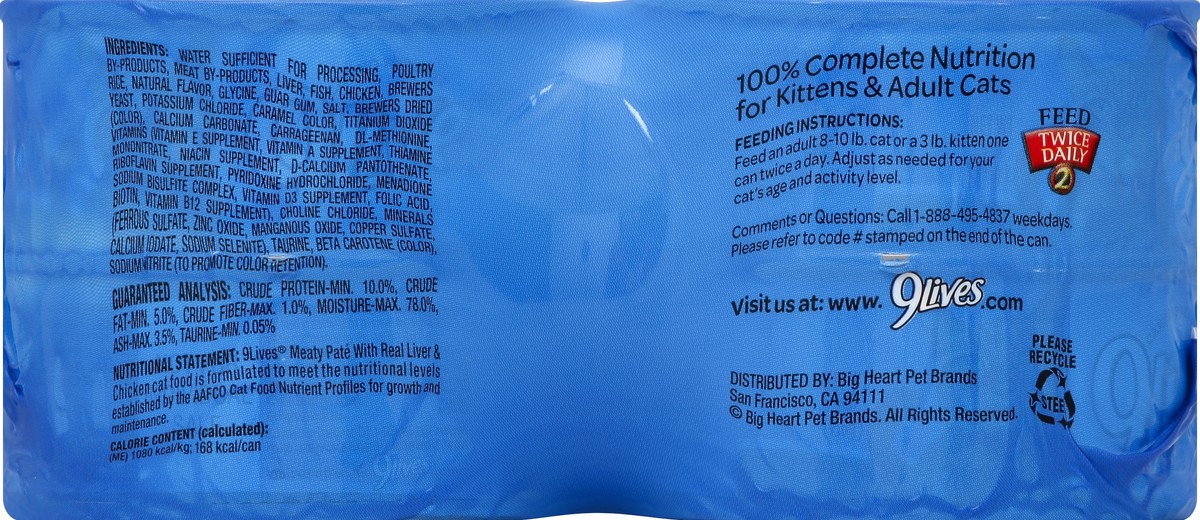 INGREDIENTS: WATER SUFFICIENT FOR PROCESSING, POULTRY
BY-PRODUCTS, MEAT BY-PRODUCTS, LIVER, FISH, CHICKEN, BREWERS
RICE, NATURAL FLAVOR, GLYCINE, GUAR GUM, SALT, BREWERS DRIED
YEAST, POTASSIUM CHLORIDE, CARAMEL COLOR, TITANIUM DIOXIDE
(COLOR), CALCIUM CARBONATE, CARRAGEENAN, DL-METHIONINE,
VITAMINS (VITAMIN E SUPPLEMENT, VITAMIN A SUPPLEMENT, THIAMINE
MONONITRATE, NIACIN SUPPLEMENT, D-CALCIUM PANTOTHENATE,
RIBOFLAVIN SUPPLEMENT, PYRIDOXINE HYDROCHLORIDE, MENADIONE
SODIUM BISULFITE COMPLEX, VITAMIN D3 SUPPLEMENT, FOLIC ACID,
BIOTIN, VITAMIN B12 SUPPLEMENT), CHOLINE CHLORIDE, MINERALS
(FERROUS SULFATE, ZINC OXIDE, MANGANOUS OXIDE, COPPER SULFATE,
CALCIUM IODATE, SODIUM SELENITE), TAURINE, BETA CAROTENE (COLOR),
SODIUM NITRITE (TO PROMOTE COLOR RETENTION).
GUARANTEED ANALYSIS: CRUDE PROTEIN-MIN. 10.0%, CRUDE
FAT-MIN. 5.0%, CRUDE FIBER-MAX. 1.0%, MOISTURE-MAX. 78.0%,
ASH-MAX. 3.5%, TAURINE-MIN. 0.05%
NUTRITIONAL STATEMENT: 9Lives® Meaty Paté With Real Liver &
Chicken cat food is formulated to meet the nutritional levels
established by the AAFCO Cat Food Nutrient Profiles for growth and
maintenance.
CALORIE CONTENT (calculated):
(ME) 1080 kcal/kg; 168 kcal/can
100% Complete Nutrition
for Kittens & Adult Cats
FEEDING INSTRUCTIONS:
Feed an adult 8-10 lb. cat or a 3 lb. kitten one
can twice a day. Adjust as needed for your
cat's age and activity level.
FEED
TWICE
DAILY
2
Comments or Questions: Call 1-888-495-4837 weekdays.
Please refer to code # stamped on the end of the can.
visit us at: www. 9Lives.com
PLEASE
RECYCLE
STEEL
DISTRIBUTED BY: Big Heart Pet Brands
San Francisco, CA 94111
© Big Heart Pet Brands. All Rights Reserved.
9Lives